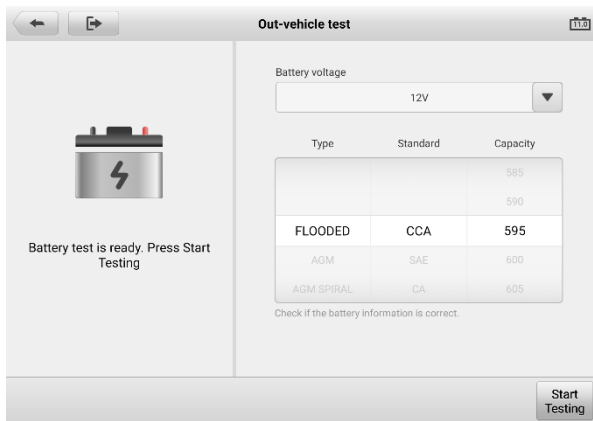 Out-vehicle test
11.0
Battery voltage
12V
Type Standard Capacity
585
590
FLOODED CCA 595
AGM SAE 600
AGM SPIRAL CA 605
Check if the battery information is correct.
Battery test is ready. Press Start
Testing
Start
Testing